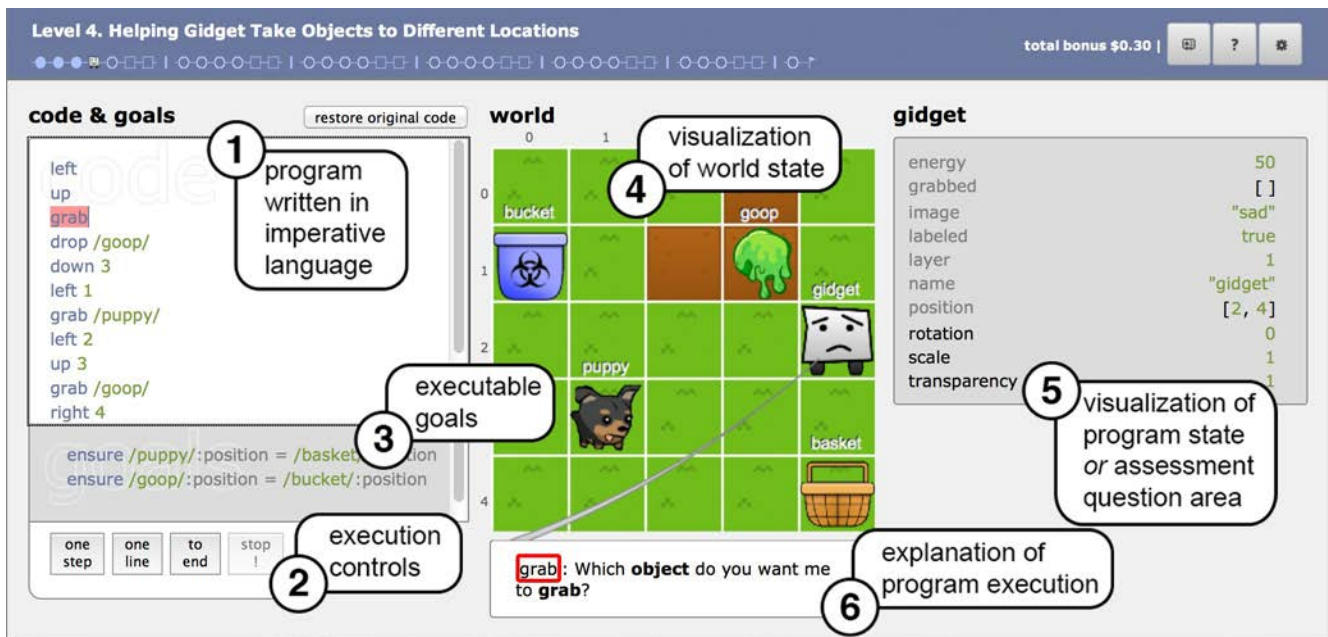 Level 4. Helping Gidget Take Objects to Different Locations
total bonus $0.30 |
?
code & goals
restore original code
left
up
grab
drop /goop/
down 3
left 1
grab /puppy/
left 2
up 3
grab /goop/
right 4
ensure /puppy/:position = /basket/
ensure /goop/:position = /bucket/:position
one step
one line
to end
stop !
1
program
written in
imperative
language
3
executable
goals
2
execution
controls
world
0
1
0
1
2
4
bucket
goop
gidget
puppy
basket
4
visualization
of world state
grab: Which object do you want me
to grab?
6
explanation of
program execution
gidget
energy 50
grabbed [ ]
image "sad"
labeled true
layer 1
name "gidget"
position [2, 4]
rotation 0
scale 1
transparency 1
5
visualization of
program state
or assessment
question area